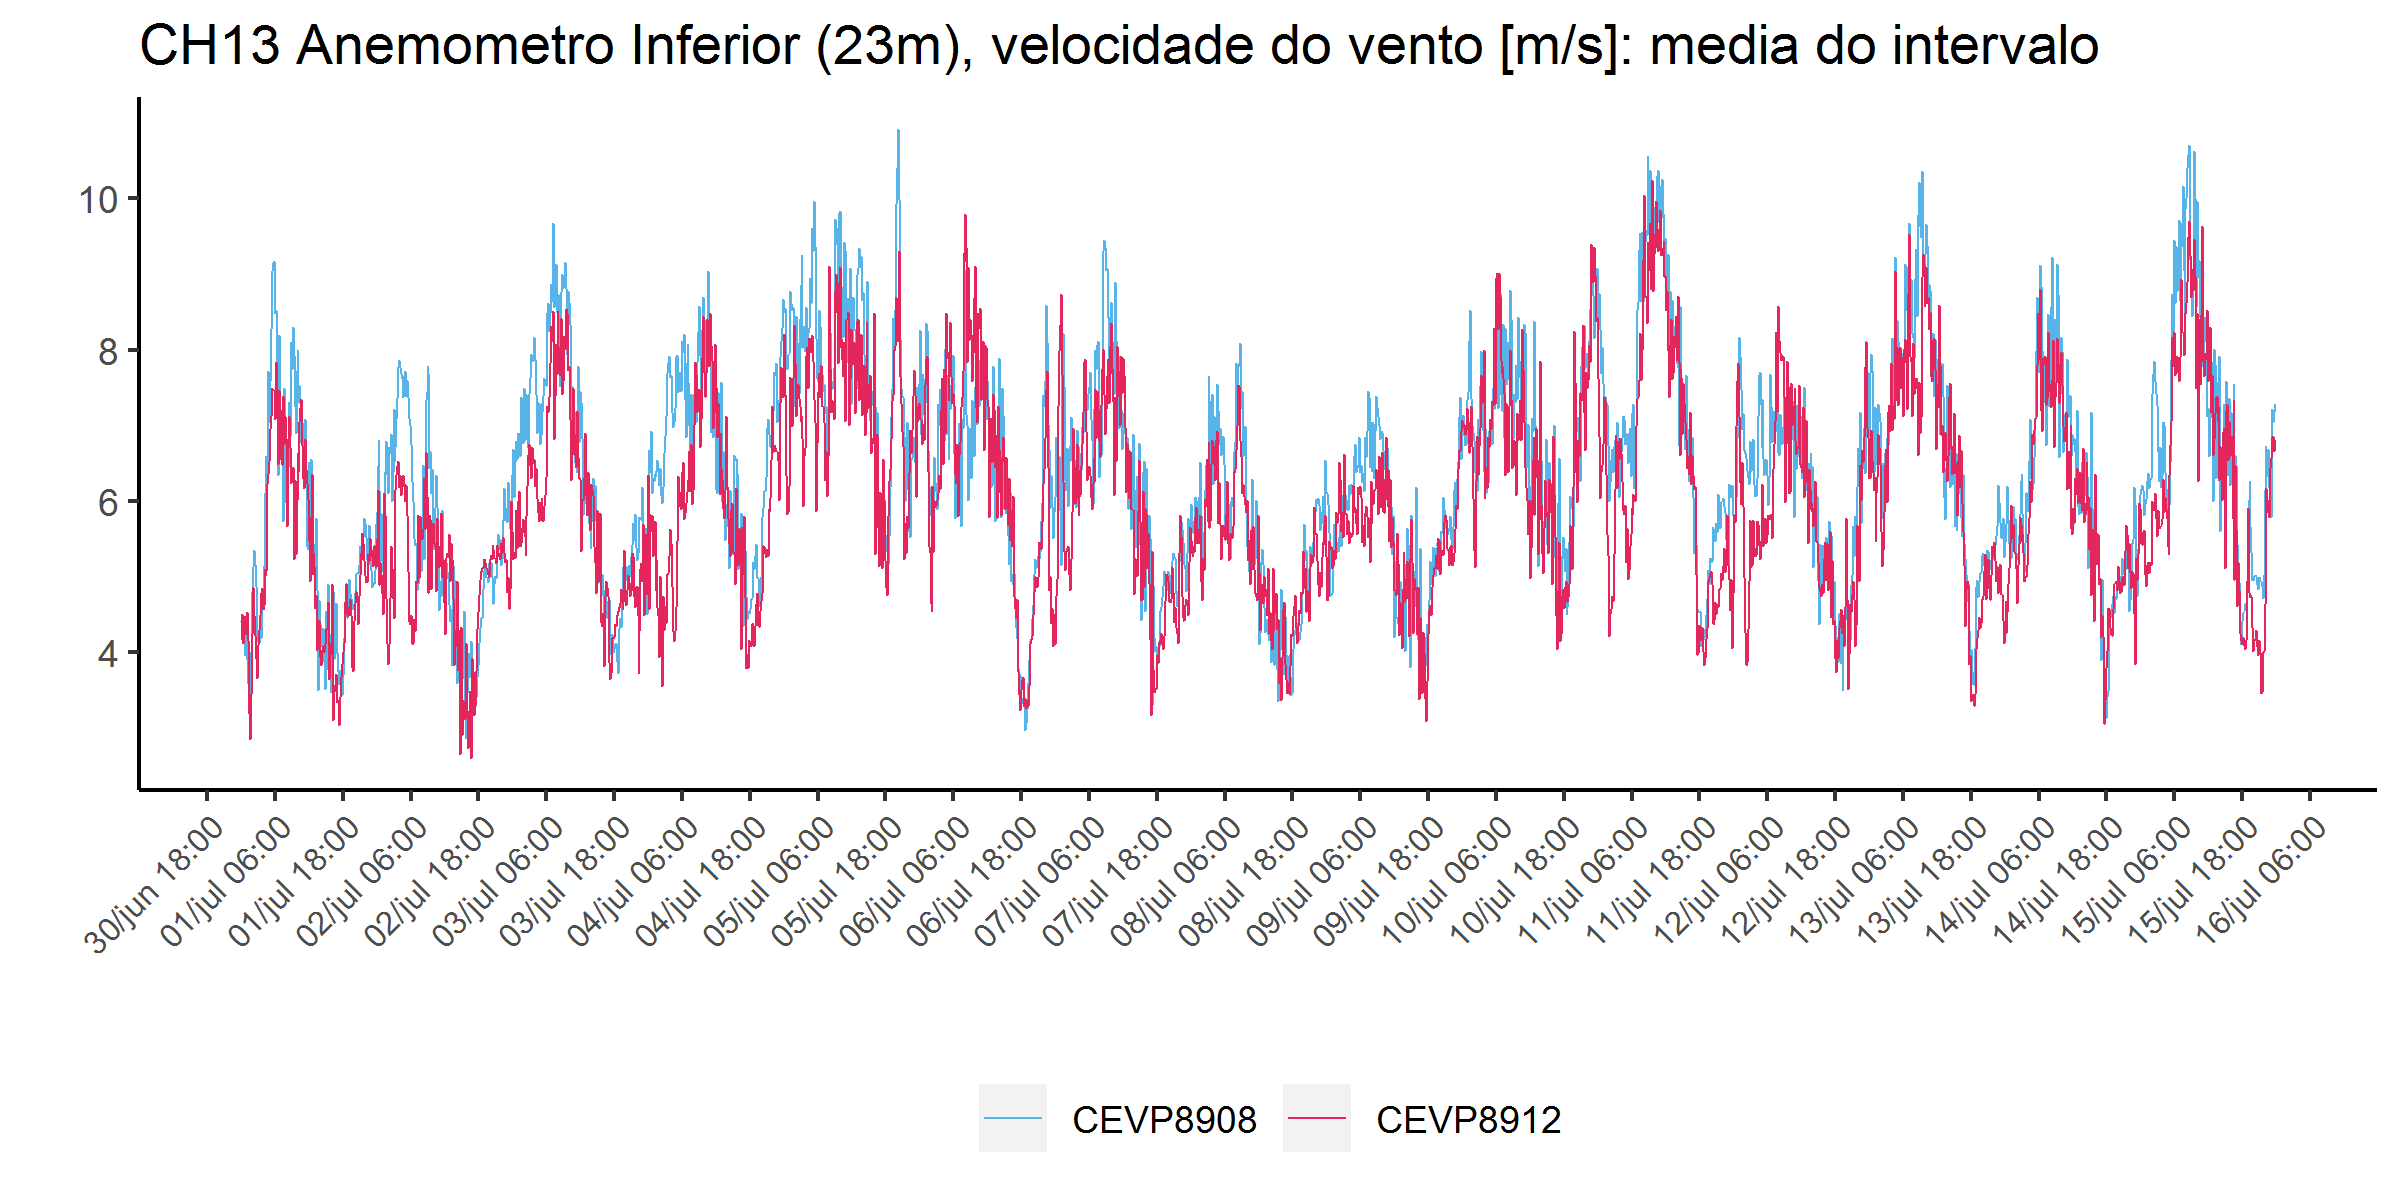 CH13 Anemometro Inferior (23m), velocidade do vento [m/s]: media do intervalo
10
8
6
4
30/jun 18:00
01/jul 06:00
01/jul 18:00
02/jul 06:00
02/jul 18:00
03/jul 06:00
03/jul 18:00
04/jul 06:00
04/jul 18:00
05/jul 06:00
05/jul 18:00
06/jul 06:00
06/jul 18:00
07/jul 06:00
07/jul 18:00
08/jul 06:00
08/jul 18:00
09/jul 06:00
09/jul 18:00
10/jul 06:00
10/jul 18:00
11/jul 06:00
11/jul 18:00
12/jul 06:00
12/jul 18:00
13/jul 06:00
13/jul 18:00
14/jul 06:00
14/jul 18:00
15/jul 06:00
15/jul 18:00
16/jul 06:00
CEVP8908
CEVP8912